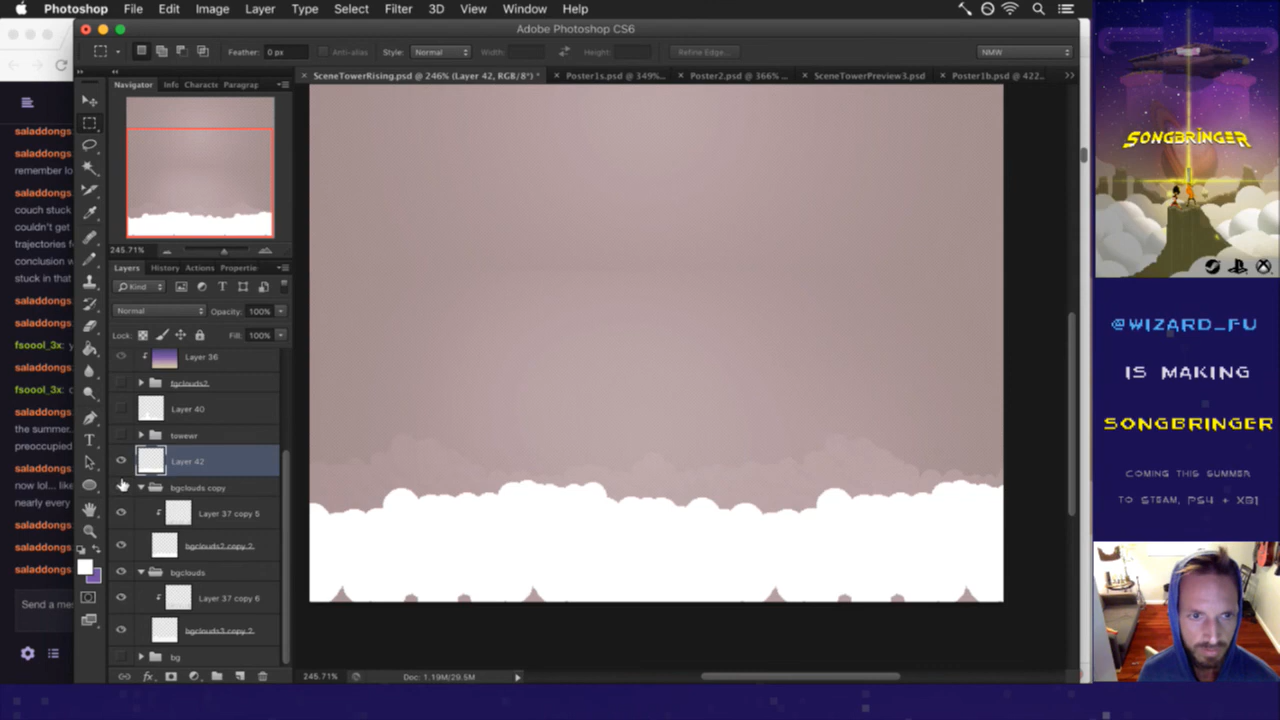 Photoshop File Edit Image Layer Type Select Filter 3D View Window Help
Adobe Photoshop CS6
Feather: 0 px Anti-alias Style: Normal Width: Height: Refine Edge... NMW
SceneTowerRising.psd @ 246% (Layer 42, RGB/8*) * Poster1s.psd @ 349%... Poster2.psd @ 366% ... SceneTowerPreview3.psd Poster1b.psd @ 422...
Navigator Info Characte Paragrap
245.71%
Layers History Actions Propertie
Kind
Normal Opacity: 100%
Lock: Fill: 100%
Layer 36
fgclouds2
Layer 40
towewr
Layer 42
bgclouds copy
Layer 37 copy 5
bgclouds2 copy 2
bgclouds
Layer 37 copy 6
bgclouds3 copy 2
bg
245.71% Doc: 1.19M/29.5M
saladdongs
saladdongs
remember lo
saladdongs
couch stuck
couldn't get
trajectories f
conclusion w
stuck in that
saladdongs
saladdongs
fsoool_3x: y
saladdongs
fsoool_3x: c
saladdongs
the summer..
preoccupied
saladdongs
now lol... like
nearly every
saladdongs
saladdongs
saladdongs
Send a me
SONGBRINGER
@WIZARD_FU
IS MAKING
SONGBRINGER
COMING THIS SUMMER
TO STEAM, PS4 + XB1